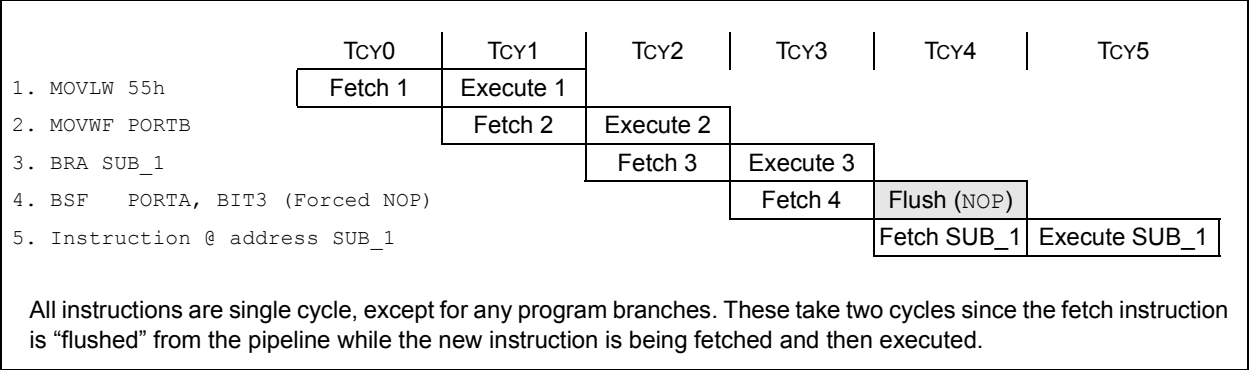 TCY0 TCY1 TCY2 TCY3 TCY4 TCY5
1. MOVLW 55h Fetch 1 Execute 1
2. MOVWF PORTB Fetch 2 Execute 2
3. BRA SUB_1 Fetch 3 Execute 3
4. BSF PORTA, BIT3 (Forced NOP) Fetch 4 Flush (NOP)
5. Instruction @ address SUB_1 Fetch SUB_1 Execute SUB_1
All instructions are single cycle, except for any program branches. These take two cycles since the fetch instruction
is “flushed” from the pipeline while the new instruction is being fetched and then executed.